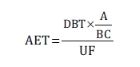 AET = (DBT × A/BC) / UF